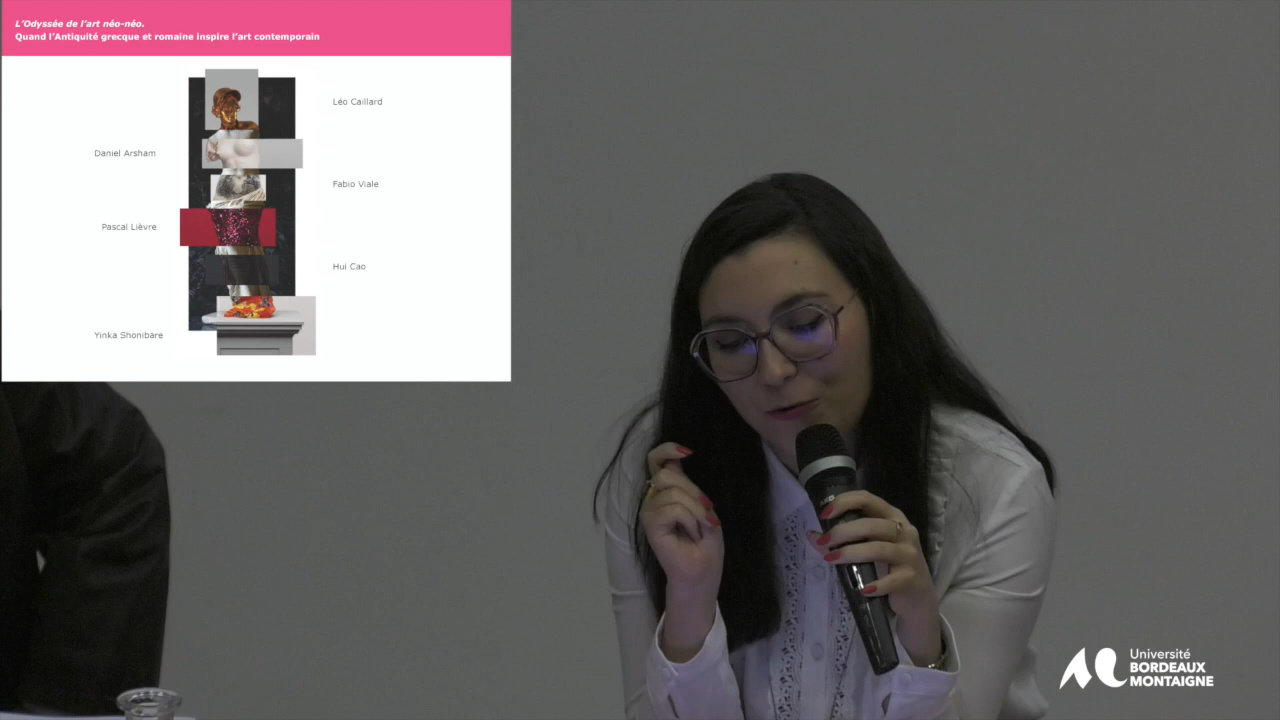 L'Odyssée de l'art néo-néo.
Quand l'Antiquité grecque et romaine inspire l'art contemporain
Léo Caillard
Daniel Arsham
Fabio Viale
Pascal Lièvre
Hui Cao
Yinka Shonibare
Université
BORDEAUX
MONTAIGNE